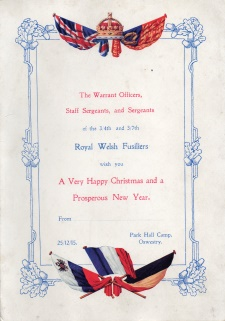 The Warrant Officers,
Staff Sergeants, and Sergeants
of the 2/4th and 3/7th
Royal Welsh Fusiliers
wish you
A Very Happy Christmas and a
Prosperous New Year.
From
Park Hall Camp,
25/12/15. Oswestry.